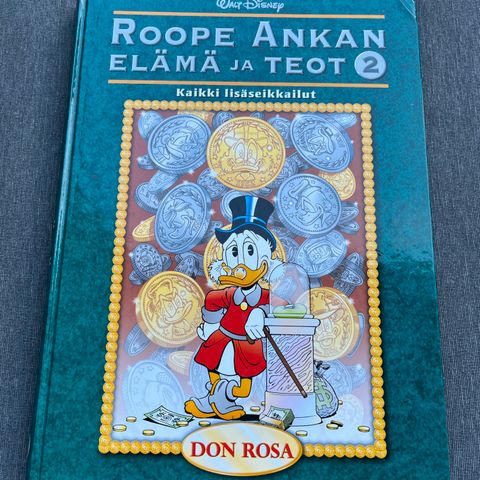 WALT DISNEY
ROOPE ANKAN
ELÄMÄ JA TEOT 2
Kaikki lisäseikkailut
DON ROSA